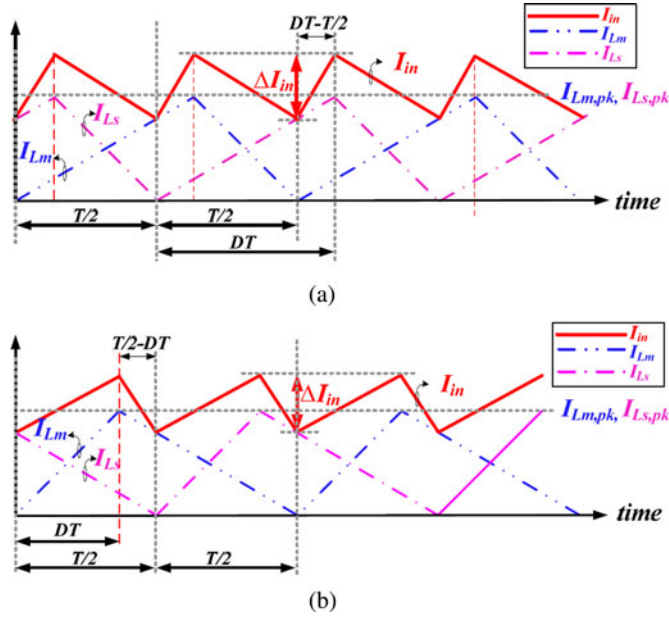 DT-T/2
I_in
I_Lm
I_Ls
ΔI_in
I_in
I_Ls
I_Lm
I_Lm,pk, I_Ls,pk
T/2
T/2
time
DT
(a)
T/2-DT
I_in
I_Lm
I_Ls
ΔI_in
I_in
I_Lm
I_Ls
I_Lm,pk, I_Ls,pk
DT
time
T/2
T/2
(b)